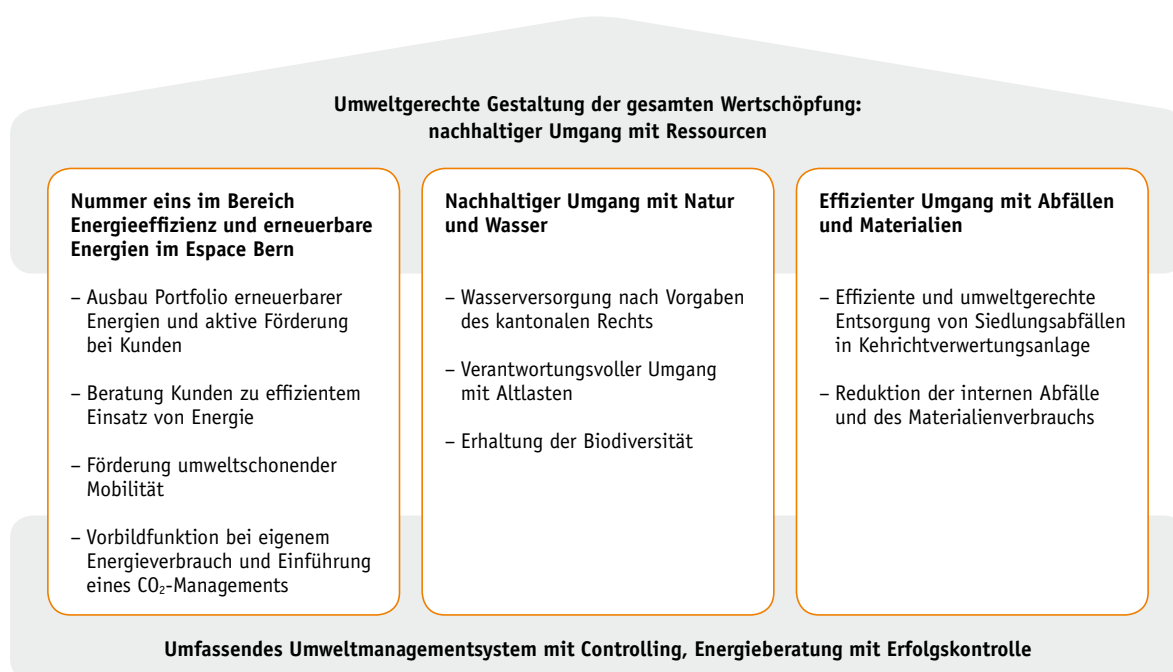 Umweltgerechte Gestaltung der gesamten Wertschöpfung:
nachhaltiger Umgang mit Ressourcen
Nummer eins im Bereich
Energieeffizienz und erneuerbare
Energien im Espace Bern
– Ausbau Portfolio erneuerbarer
Energien und aktive Förderung
bei Kunden
– Beratung Kunden zu effizientem
Einsatz von Energie
– Förderung umweltschonender
Mobilität
– Vorbildfunktion bei eigenem
Energieverbrauch und Einführung
eines CO₂-Managements
Nachhaltiger Umgang mit Natur
und Wasser
– Wasserversorgung nach Vorgaben
des kantonalen Rechts
– Verantwortungsvoller Umgang
mit Altlasten
– Erhaltung der Biodiversität
Effizienter Umgang mit Abfällen
und Materialien
– Effiziente und umweltgerechte
Entsorgung von Siedlungsabfällen
in Kehrichtverwertungsanlage
– Reduktion der internen Abfälle
und des Materialienverbrauchs
Umfassendes Umweltmanagementsystem mit Controlling, Energieberatung mit Erfolgskontrolle